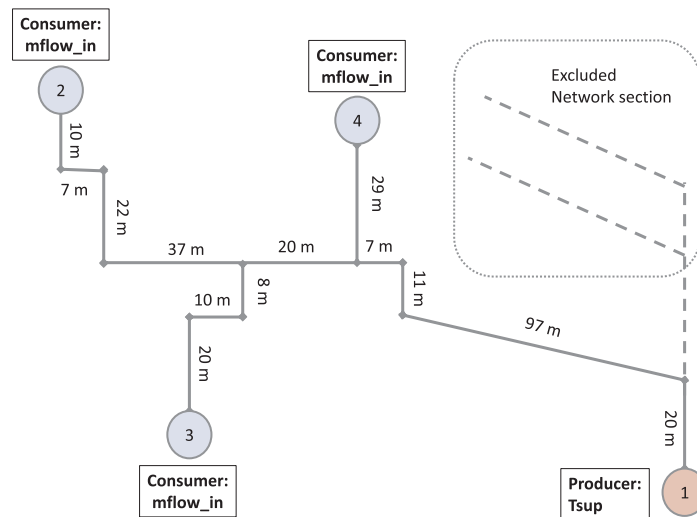 Consumer:
mflow_in
2
10 m
7 m
22 m
37 m
20 m
Consumer:
mflow_in
4
29 m
7 m
11 m
97 m
8 m
10 m
20 m
3
Consumer:
mflow_in
Excluded
Network section
20 m
Producer:
Tsup
1